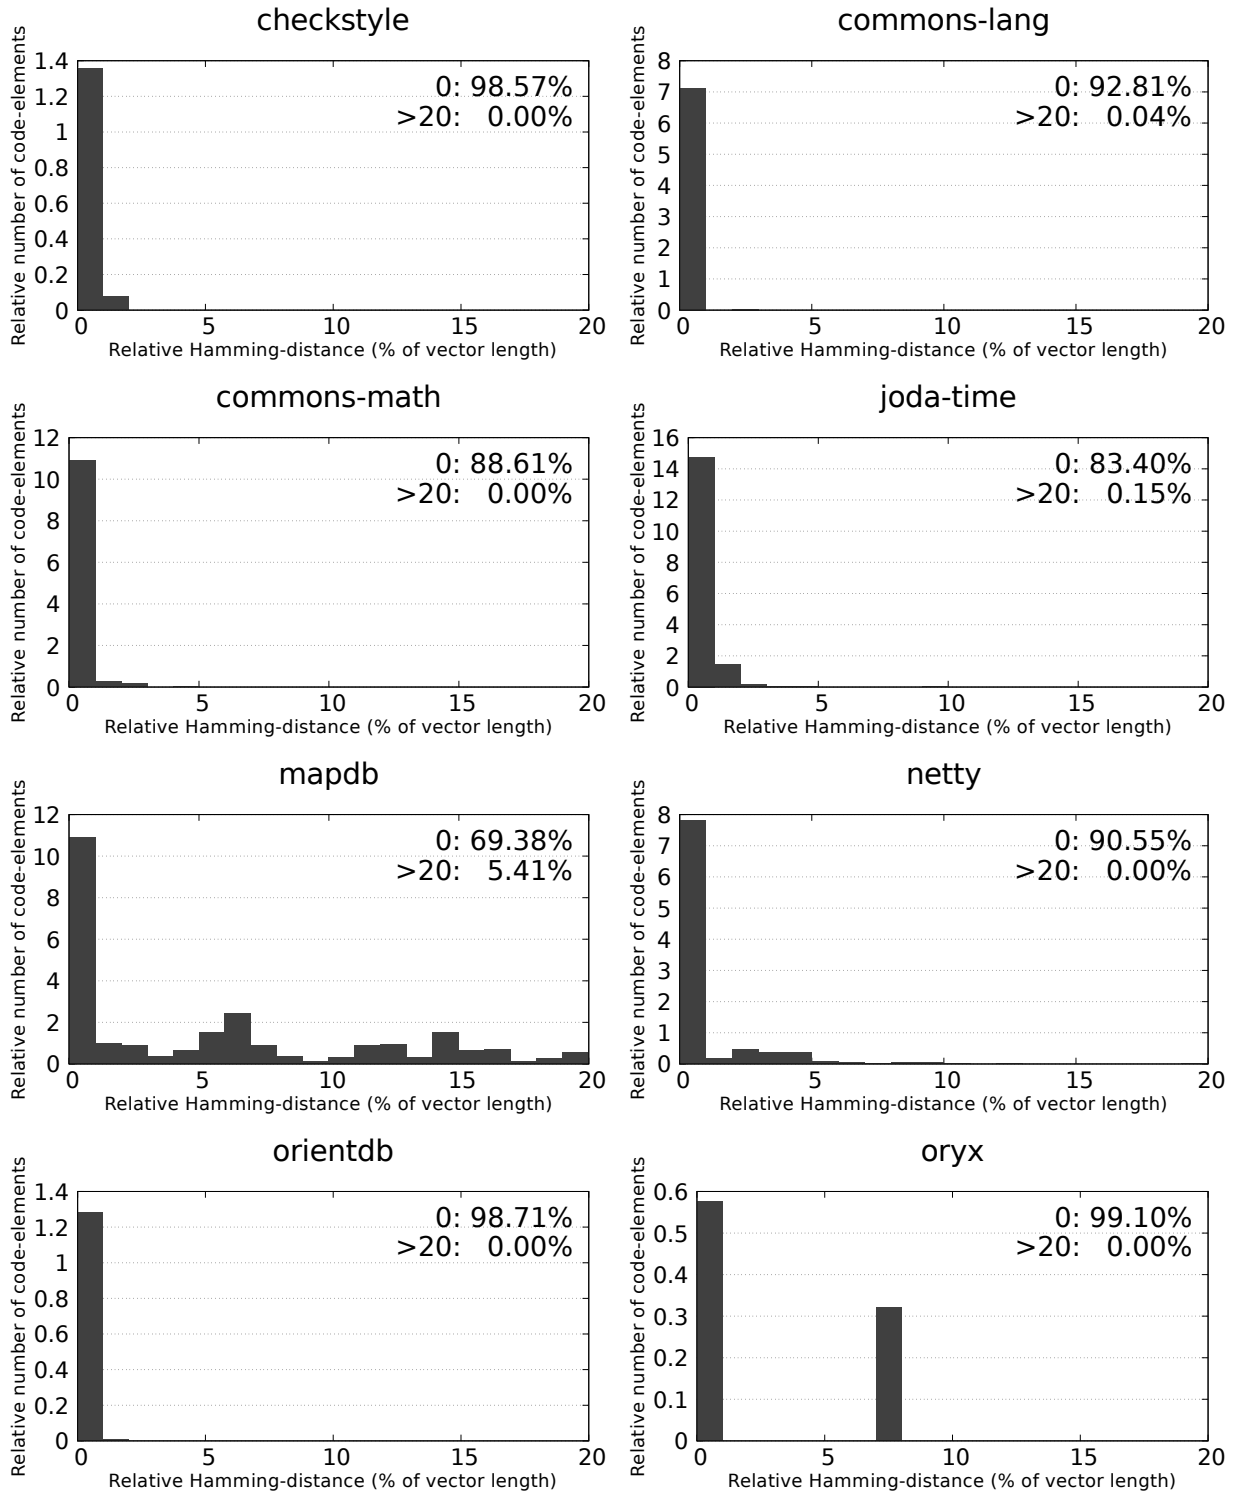 checkstyle
Relative number of code-elements
1.4
1.2
1
0.8
0.6
0.4
0.2
0
0: 98.57%
>20: 0.00%
0 5 10 15 20
Relative Hamming-distance (% of vector length)
commons-lang
Relative number of code-elements
8
7
6
5
4
3
2
1
0
0: 92.81%
>20: 0.04%
0 5 10 15 20
Relative Hamming-distance (% of vector length)
commons-math
Relative number of code-elements
12
10
8
6
4
2
0
0: 88.61%
>20: 0.00%
0 5 10 15 20
Relative Hamming-distance (% of vector length)
joda-time
Relative number of code-elements
16
14
12
10
8
6
4
2
0
0: 83.40%
>20: 0.15%
0 5 10 15 20
Relative Hamming-distance (% of vector length)
mapdb
Relative number of code-elements
12
10
8
6
4
2
0
0: 69.38%
>20: 5.41%
0 5 10 15 20
Relative Hamming-distance (% of vector length)
netty
Relative number of code-elements
8
7
6
5
4
3
2
1
0
0: 90.55%
>20: 0.00%
0 5 10 15 20
Relative Hamming-distance (% of vector length)
orientdb
Relative number of code-elements
1.4
1.2
1
0.8
0.6
0.4
0.2
0
0: 98.71%
>20: 0.00%
0 5 10 15 20
Relative Hamming-distance (% of vector length)
oryx
Relative number of code-elements
0.6
0.5
0.4
0.3
0.2
0.1
0
0: 99.10%
>20: 0.00%
0 5 10 15 20
Relative Hamming-distance (% of vector length)